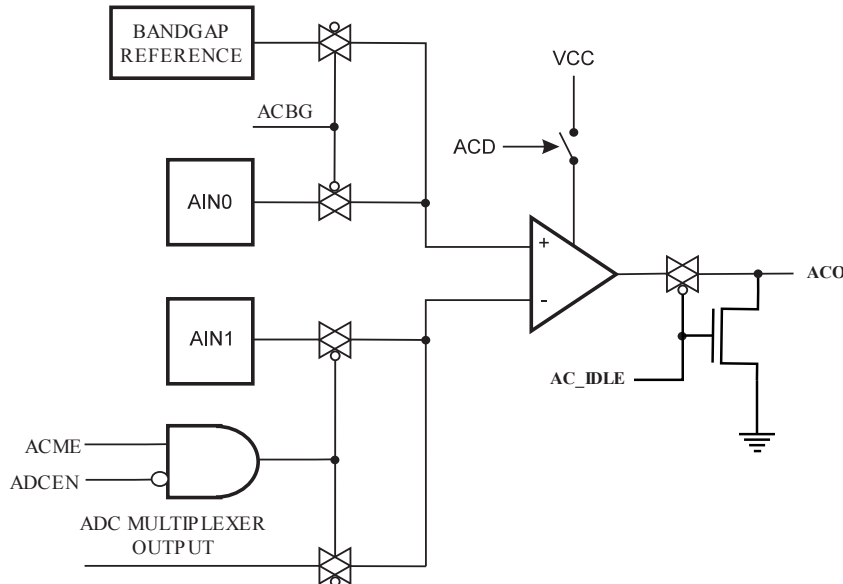 BANDGAP
REFERENCE
VCC
ACBG
ACD
AIN0
+
-
ACO
AIN1
AC_IDLE
ACME
ADCEN
ADC MULTIPLEXER
OUTPUT